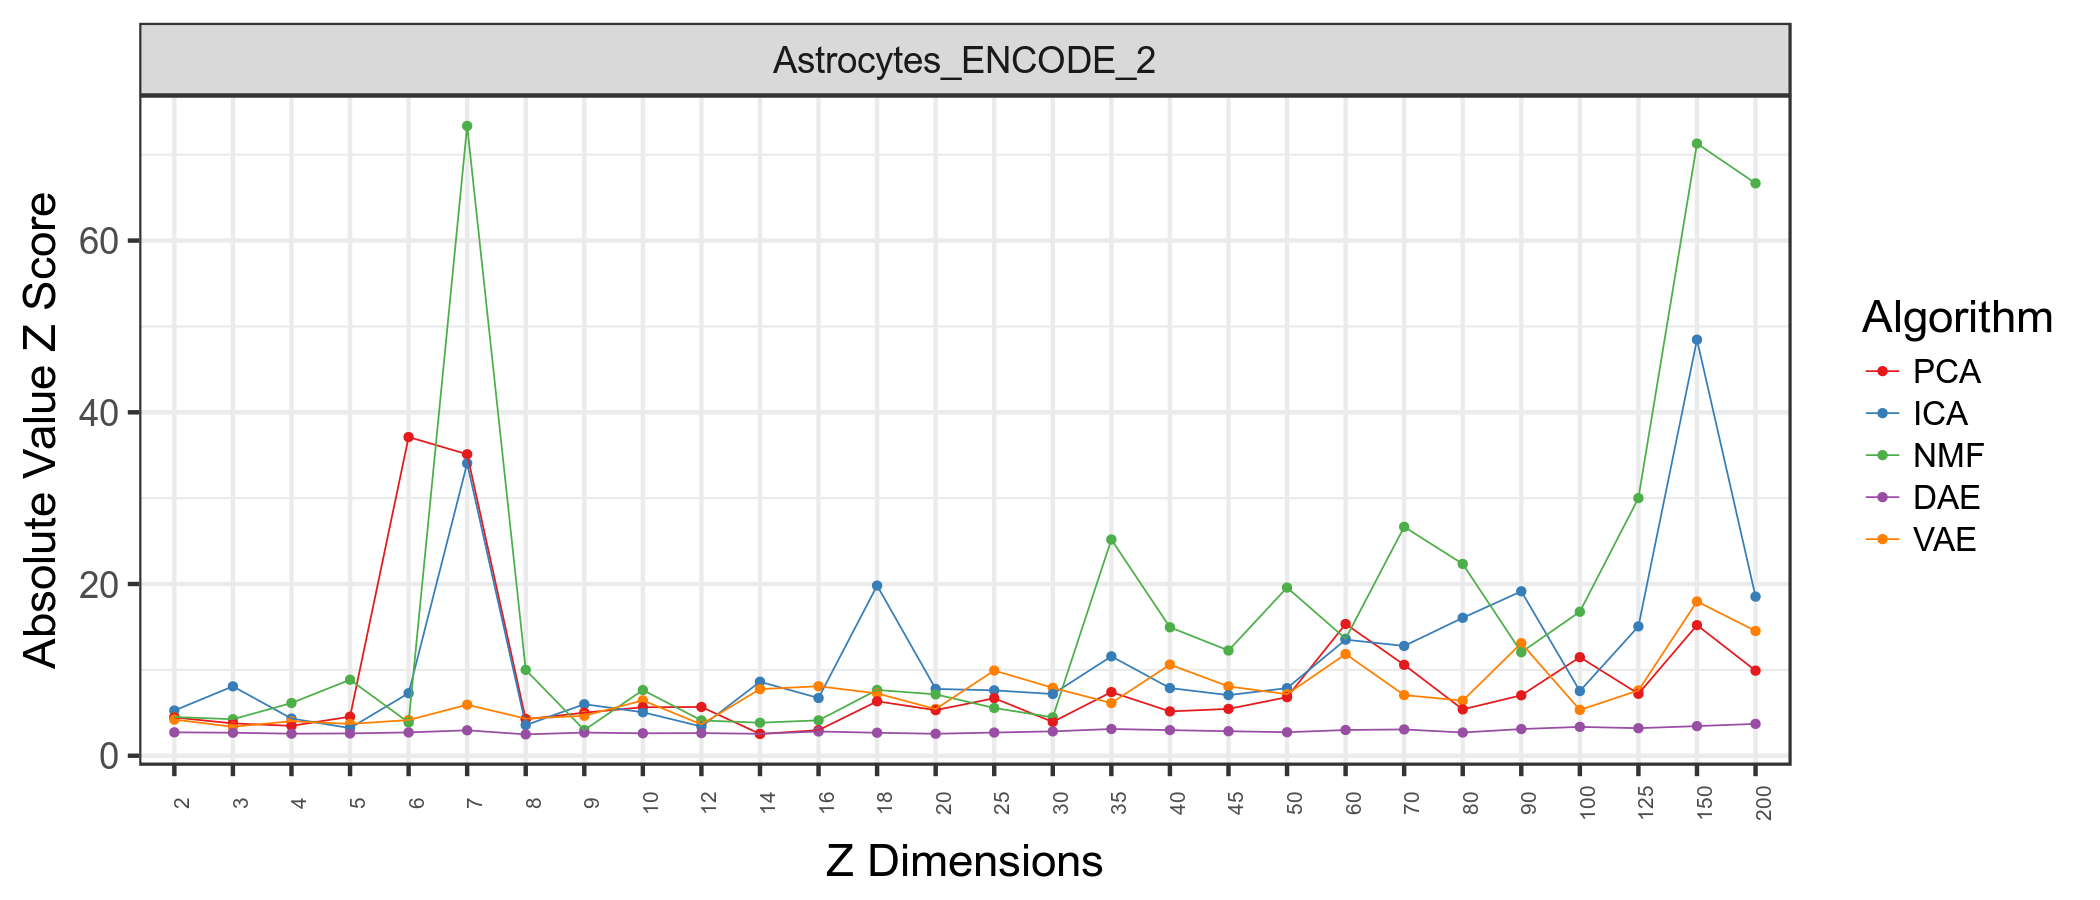 Astrocytes_ENCODE_2
Absolute Value Z Score
60
40
20
0
2 3 4 5 6 7 8 9 10 12 14 16 18 20 25 30 35 40 45 50 60 70 80 90 100 125 150 200
Z Dimensions
Algorithm
PCA
ICA
NMF
DAE
VAE